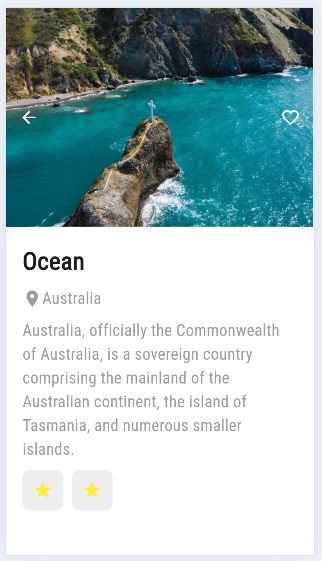 Ocean
Australia
Australia, officially the Commonwealth
of Australia, is a sovereign country
comprising the mainland of the
Australian continent, the island of
Tasmania, and numerous smaller
islands.